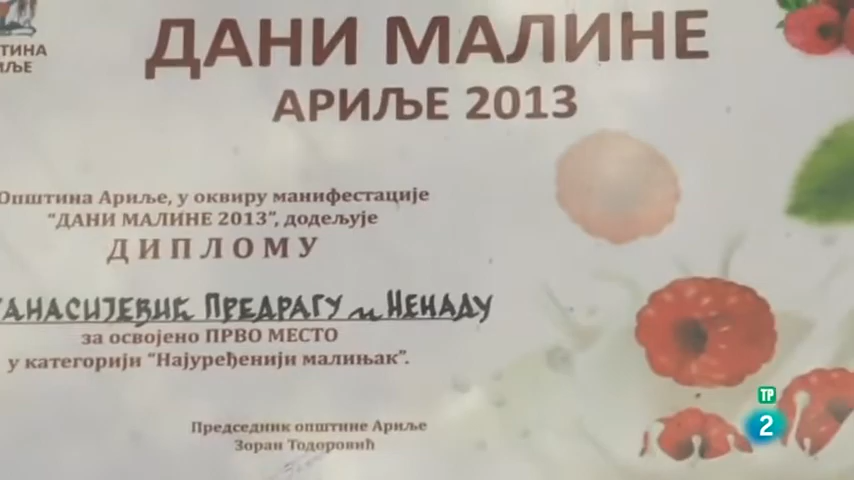 ДАНИ МАЛИНЕ
АРИЉЕ 2013
Општина Ариље, у оквиру манифестације
“ДАНИ МАЛИНЕ 2013”, додељује
ДИПЛОМУ
ПРЕДРАГУ и НЕНАДУ
за освојено ПРВО МЕСТО
у категорији “Најуређенији малињак”.
Председник општине Ариље
Зоран Тодоровић
TP
2